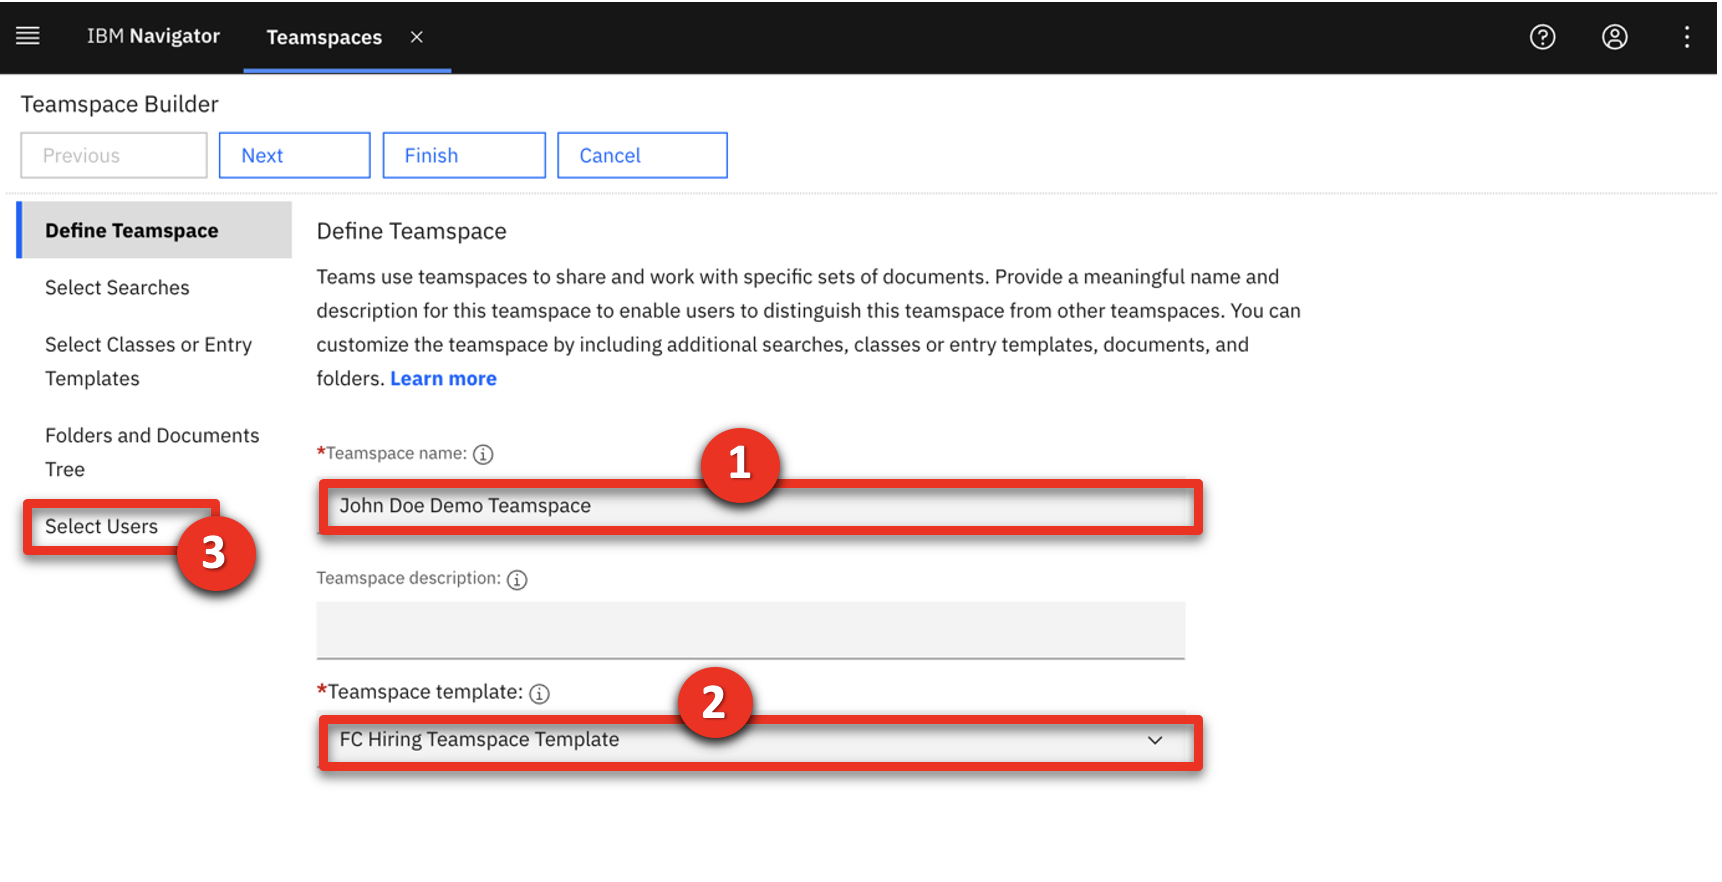 IBM Navigator
Teamspaces
Teamspace Builder
Previous
Next
Finish
Cancel
Define Teamspace
Select Searches
Select Classes or Entry
Templates
Folders and Documents
Tree
Select Users
3
Define Teamspace
Teams use teamspaces to share and work with specific sets of documents. Provide a meaningful name and
description for this teamspace to enable users to distinguish this teamspace from other teamspaces. You can
customize the teamspace by including additional searches, classes or entry templates, documents, and
folders. Learn more
*Teamspace name:
1
John Doe Demo Teamspace
Teamspace description:
*Teamspace template:
2
FC Hiring Teamspace Template